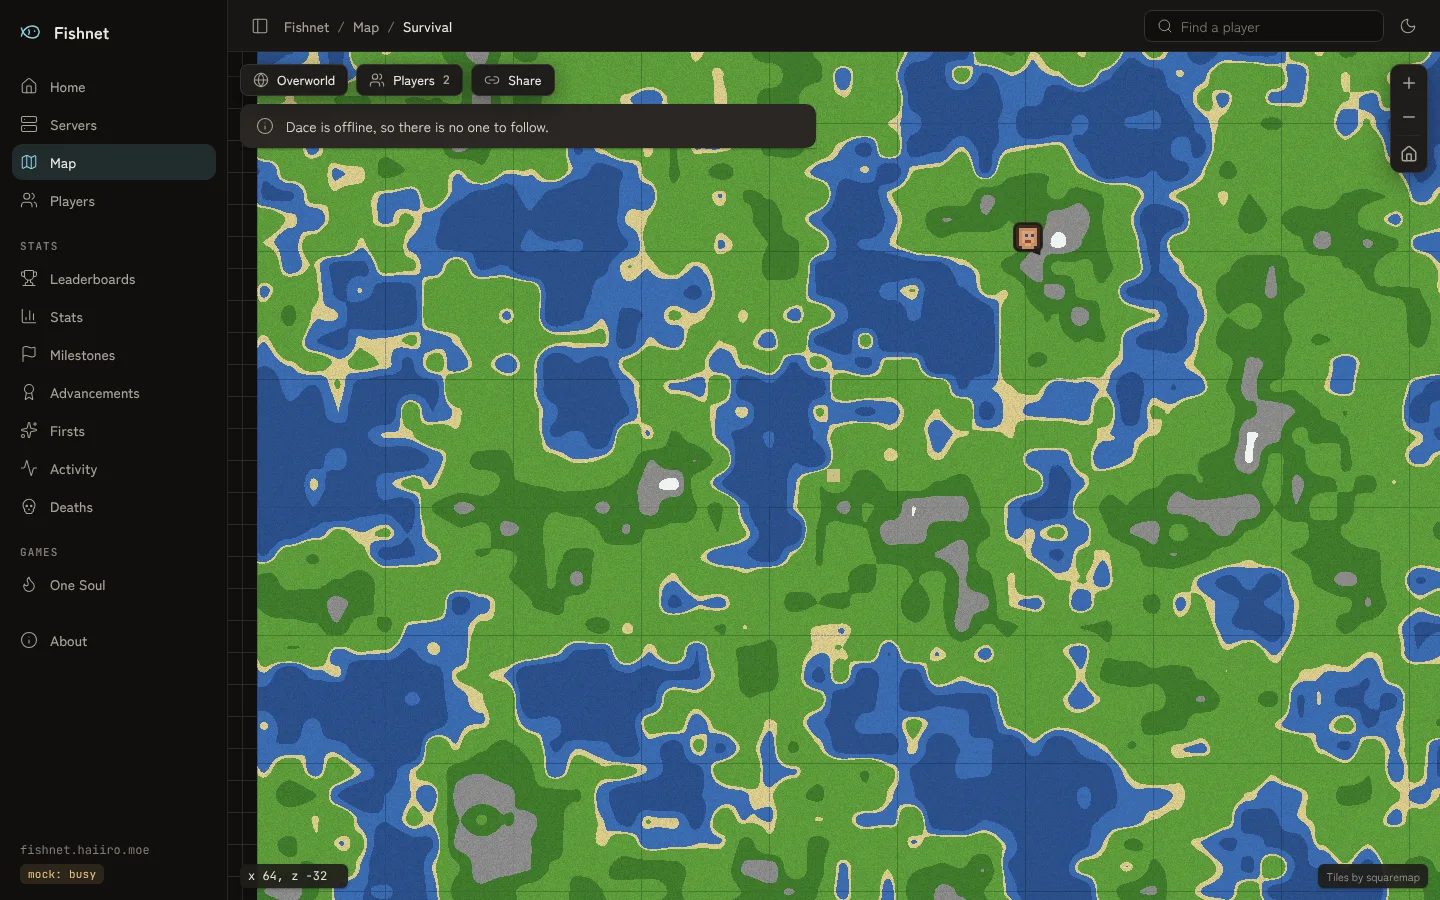 Fishnet
Fishnet / Map / Survival
Find a player
Home
Servers
Map
Players
STATS
Leaderboards
Stats
Milestones
Advancements
Firsts
Activity
Deaths
GAMES
One Soul
About
fishnet.haiiro.moe
mock: busy
Overworld
Players 2
Share
Dace is offline, so there is no one to follow.
x 64, z -32
Tiles by squaremap